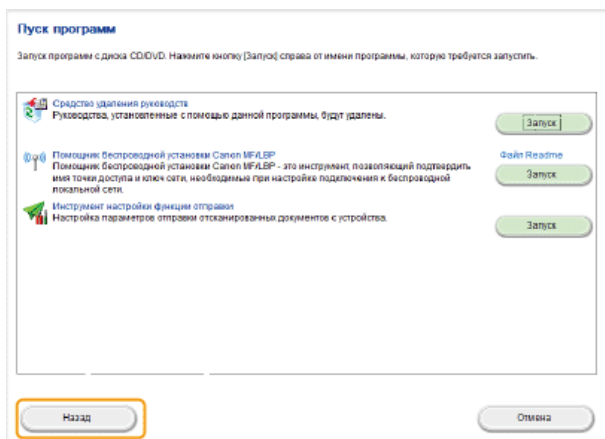 Пуск программ
Запуск программ с диска CD/DVD. Нажмите кнопку [Запуск] справа от имени программы, которую требуется запустить.
Средство удаления руководств
Руководства, установленные с помощью данной программы, будут удалены.
Запуск
Помощник беспроводной установки Canon MF/LBP
Файл Readme
Помощник беспроводной установки Canon MF/LBP - это инструмент, позволяющий подтвердить
имя точки доступа и ключ сети, необходимые при настройке подключения к беспроводной
локальной сети.
Запуск
Инструмент настройки функции отправки
Настройка параметров отправки отсканированных документов с устройства.
Запуск
Назад
Отмена